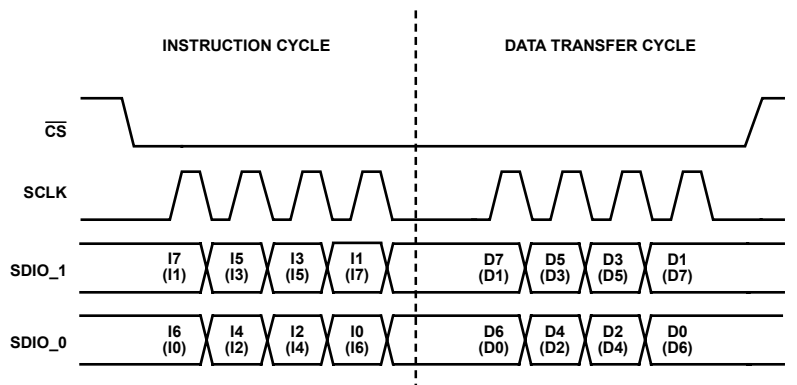 INSTRUCTION CYCLE DATA TRANSFER CYCLE
CS
SCLK
SDIO_1
I7 I5 I3 I1 D7 D5 D3 D1
(I1) (I3) (I5) (I7) (D1) (D3) (D5) (D7)
SDIO_0
I6 I4 I2 I0 D6 D4 D2 D0
(I0) (I2) (I4) (I6) (D0) (D2) (D4) (D6)